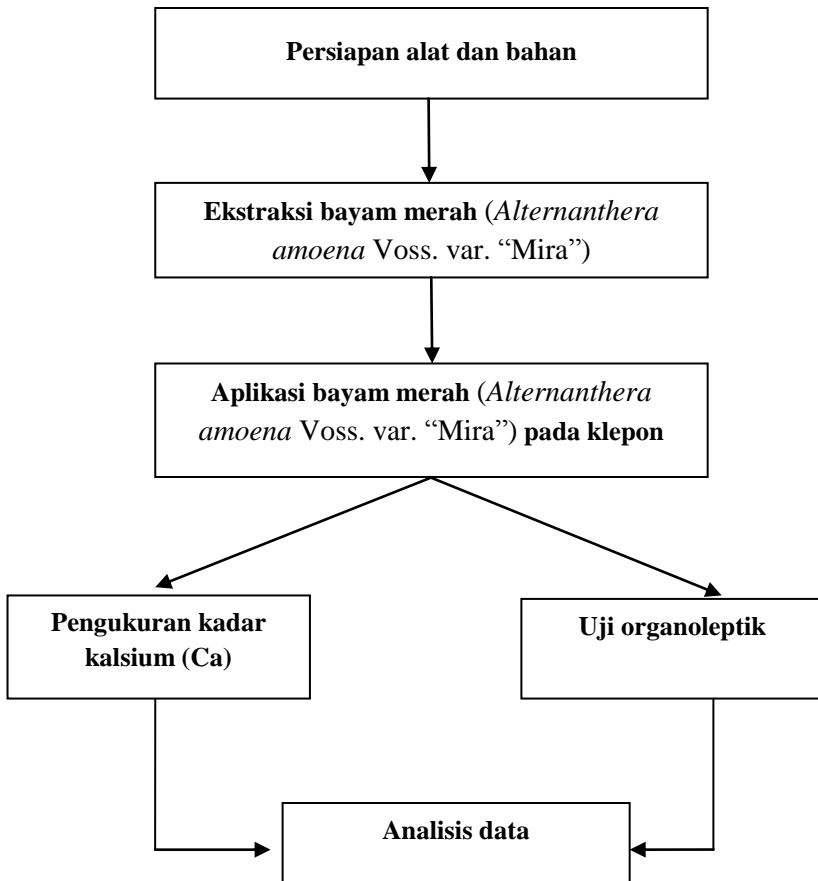 Persiapan alat dan bahan
Ekstraksi bayam merah (Alternanthera
amoena Voss. var. “Mira”)
Aplikasi bayam merah (Alternanthera
amoena Voss. var. “Mira”) pada klepon
Pengukuran kadar
kalsium (Ca)
Uji organoleptik
Analisis data